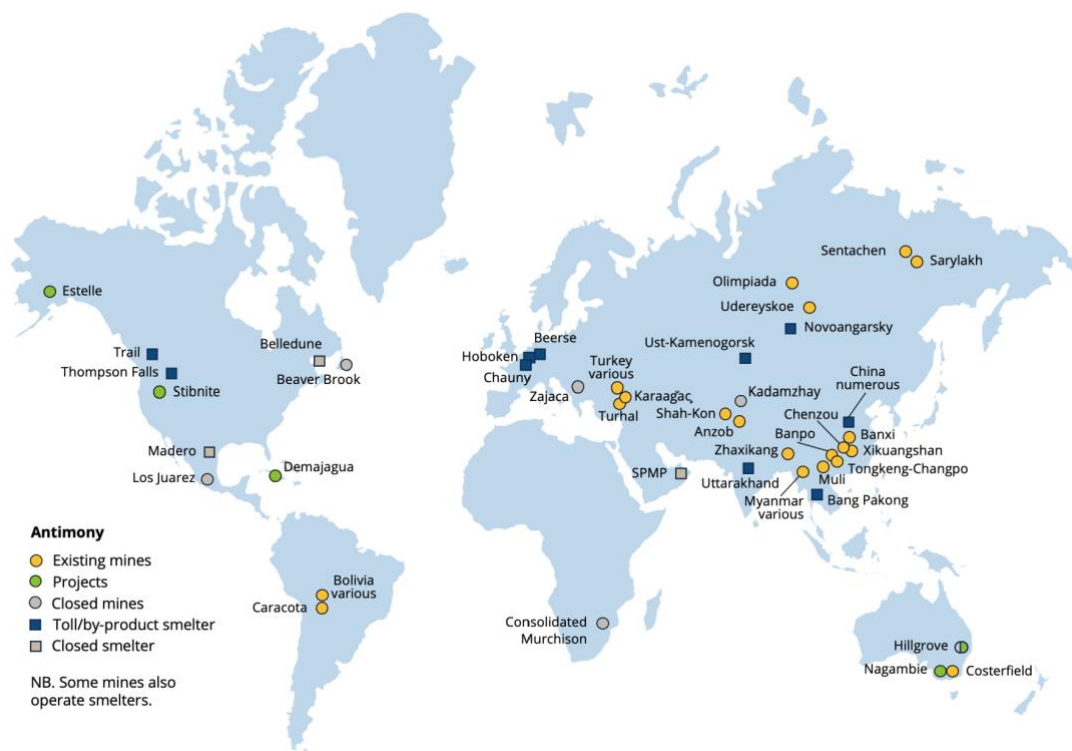 Sentachen
Sarylakh
Olimpiada
Estelle
Udereyskoe
Novoangarsky
Belledune
Beerse
Trail
Hoboken
Turkey
various
Ust-Kamenogorsk
Thompson Falls
Beaver Brook
Chauny
China
numerous
Stibnite
Zajaca
Karaağaç
Kadamzhay
Turhal
Shah-Kon
Chenzou
Anzob
Banpo
Banxi
Madero
Zhaxikang
Xikuangshan
Demajagua
Los Juarez
SPMP
Tongkeng-Changpo
Uttarakhand
Muli
Myanmar
various
Bang Pakong
Antimony
Existing mines
Projects
Closed mines
Toll/by-product smelter
Closed smelter
NB. Some mines also
operate smelters.
Bolivia
various
Caracota
Consolidated
Murchison
Hillgrove
Nagambie
Costerfield